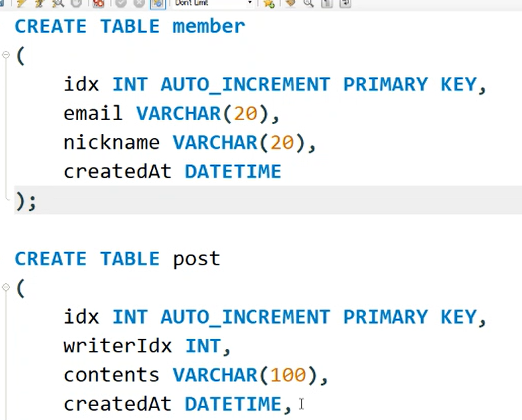 Don't Limit
CREATE TABLE member
(
idx INT AUTO_INCREMENT PRIMARY KEY,
email VARCHAR(20),
nickname VARCHAR(20),
createdAt DATETIME
);
CREATE TABLE post
(
idx INT AUTO_INCREMENT PRIMARY KEY,
writerIdx INT,
contents VARCHAR(100),
createdAt DATETIME,